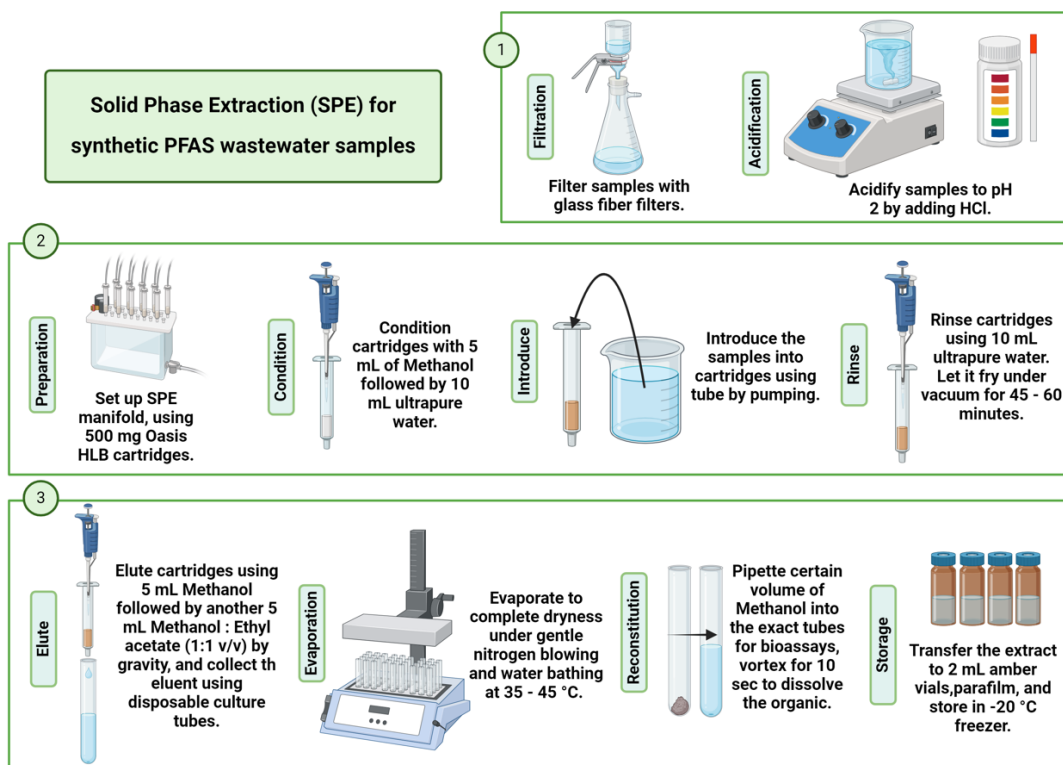 Solid Phase Extraction (SPE) for
synthetic PFAS wastewater samples
1
Filtration
Filter samples with
glass fiber filters.
Acidification
Acidify samples to pH
2 by adding HCl.
2
Preparation
Set up SPE
manifold, using
500 mg Oasis
HLB cartridges.
Condition
Condition
cartridges with 5
mL of Methanol
followed by 10
mL ultrapure
water.
Introduce
Introduce the
samples into
cartridges using
tube by pumping.
Rinse
Rinse cartridges
using 10 mL
ultrapure water.
Let it fry under
vacuum for 45 - 60
minutes.
3
Elute
Elute cartridges using
5 mL Methanol
followed by another 5
mL Methanol : Ethyl
acetate (1:1 v/v) by
gravity, and collect th
eluent using
disposable culture
tubes.
Evaporation
Evaporate to
complete dryness
under gentle
nitrogen blowing
and water bathing
at 35 - 45 °C.
Reconstitution
Pipette certain
volume of
Methanol into
the exact tubes
for bioassays,
vortex for 10
sec to dissolve
the organic.
Storage
Transfer the extract
to 2 mL amber
vials,parafilm, and
store in -20 °C
freezer.